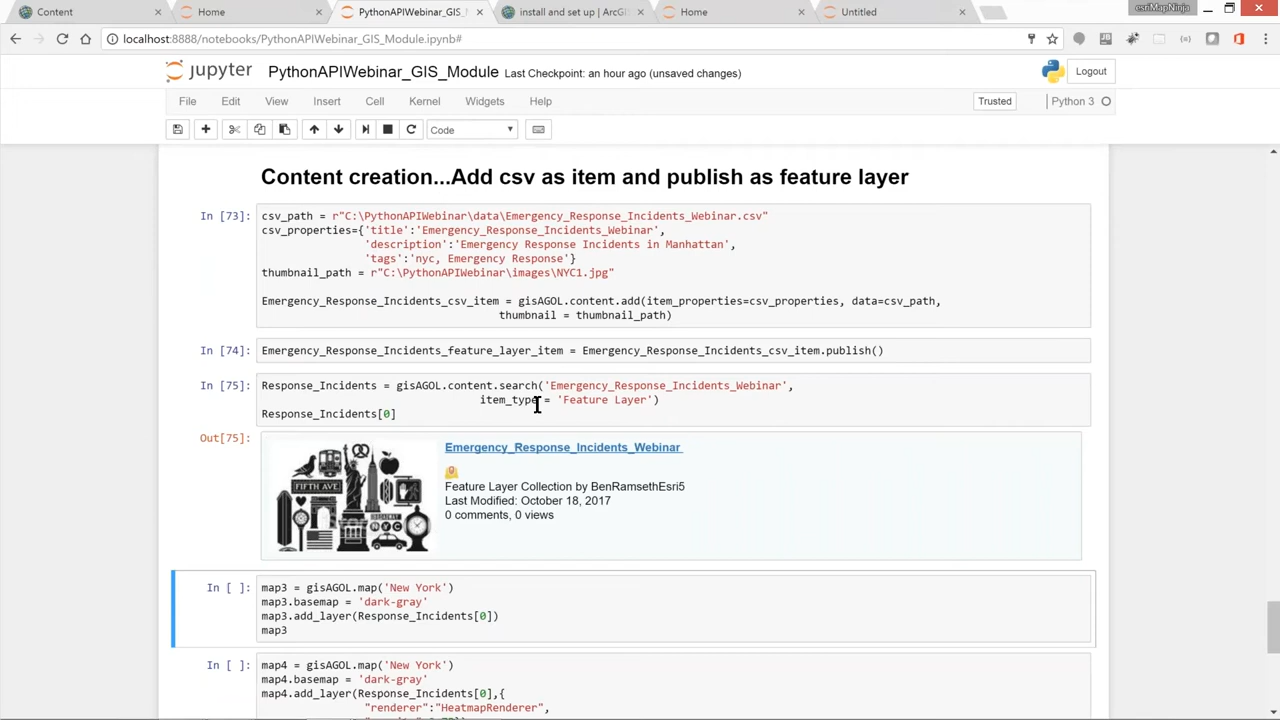 esriMapNinja
Content
Home
PythonAPIWebinar_GIS_
install and set up | ArcGI
Home
Untitled
localhost:8888/notebooks/PythonAPIWebinar_GIS_Module.ipynb#
jupyter PythonAPIWebinar_GIS_Module Last Checkpoint: an hour ago (unsaved changes) Logout
File Edit View Insert Cell Kernel Widgets Help Trusted Python 3
Code
Content creation...Add csv as item and publish as feature layer
In [73]: csv_path = r"C:\PythonAPIWebinar\data\Emergency_Response_Incidents_Webinar.csv"
csv_properties={'title':'Emergency_Response_Incidents_Webinar',
'description':'Emergency Response Incidents in Manhattan',
'tags':'nyc, Emergency Response'}
thumbnail_path = r"C:\PythonAPIWebinar\images\NYC1.jpg"
Emergency_Response_Incidents_csv_item = gisAGOL.content.add(item_properties=csv_properties, data=csv_path,
thumbnail = thumbnail_path)
In [74]: Emergency_Response_Incidents_feature_layer_item = Emergency_Response_Incidents_csv_item.publish()
In [75]: Response_Incidents = gisAGOL.content.search('Emergency_Response_Incidents_Webinar',
item_type = 'Feature Layer')
Response_Incidents[0]
Out[75]: Emergency_Response_Incidents_Webinar
FIFTH AVE
Feature Layer Collection by BenRamsethEsri5
Last Modified: October 18, 2017
0 comments, 0 views
In [ ]: map3 = gisAGOL.map('New York')
map3.basemap = 'dark-gray'
map3.add_layer(Response_Incidents[0])
map3
In [ ]: map4 = gisAGOL.map('New York')
map4.basemap = 'dark-gray'
map4.add_layer(Response_Incidents[0],{
"renderer":"HeatmapRenderer",